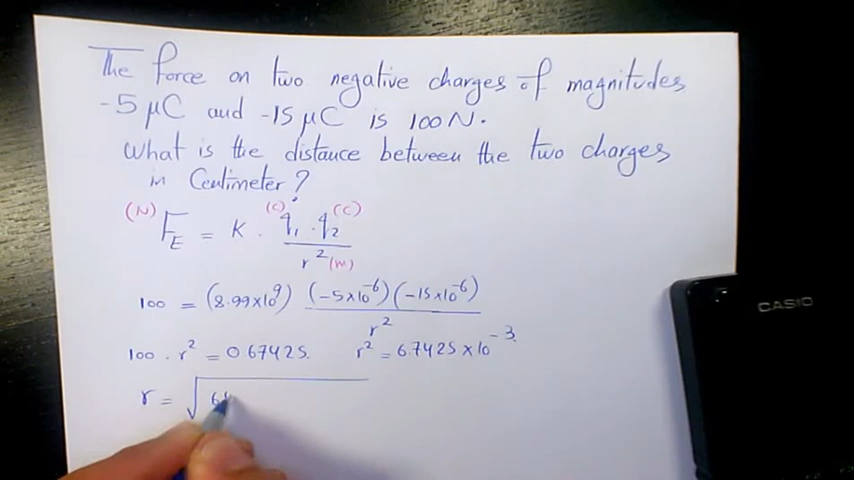 The Force on two negative charges of magnitudes
-5 μC and -15 μC is 100 N.
What is the distance between the two charges
in Centimeter?
(N) F_E = K . (C) q₁ . q₂ (C) / r² (m)
100 = (8.99×10⁹) (-5×10⁻⁶)(-15×10⁻⁶) / r²
100 . r² = 0.67425. r² = 6.7425 × 10⁻³.
r = √6
CASIO